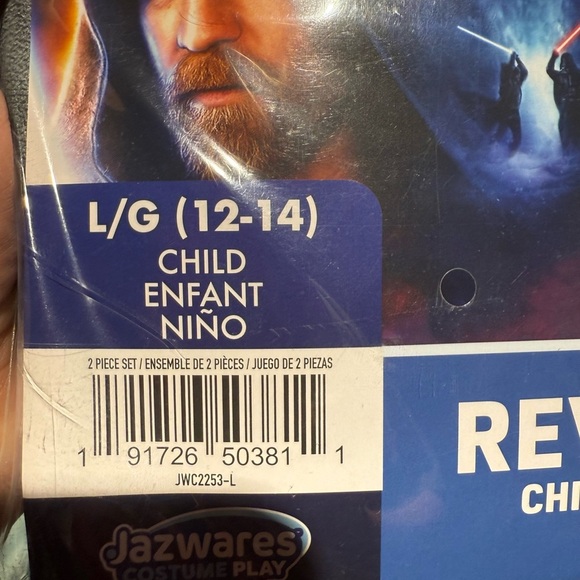 L/G (12-14)
CHILD
ENFANT
NIÑO
2 PIECE SET / ENSEMBLE DE 2 PIÈCES / JUEGO DE 2 PIEZAS
1 91726 50381 1
JWC2253-L
Jazwares
COSTUME PLAY
REV
CHI